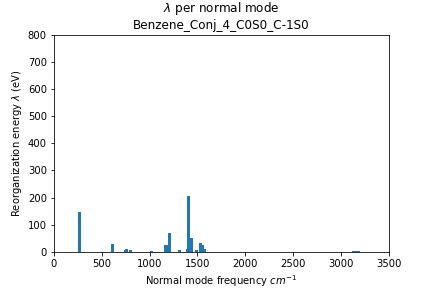 λ per normal mode
Benzene_Conj_4_C0S0_C-1S0
Reorganization energy λ (eV)
800
700
600
500
400
300
200
100
0
0 500 1000 1500 2000 2500 3000 3500
Normal mode frequency cm⁻¹